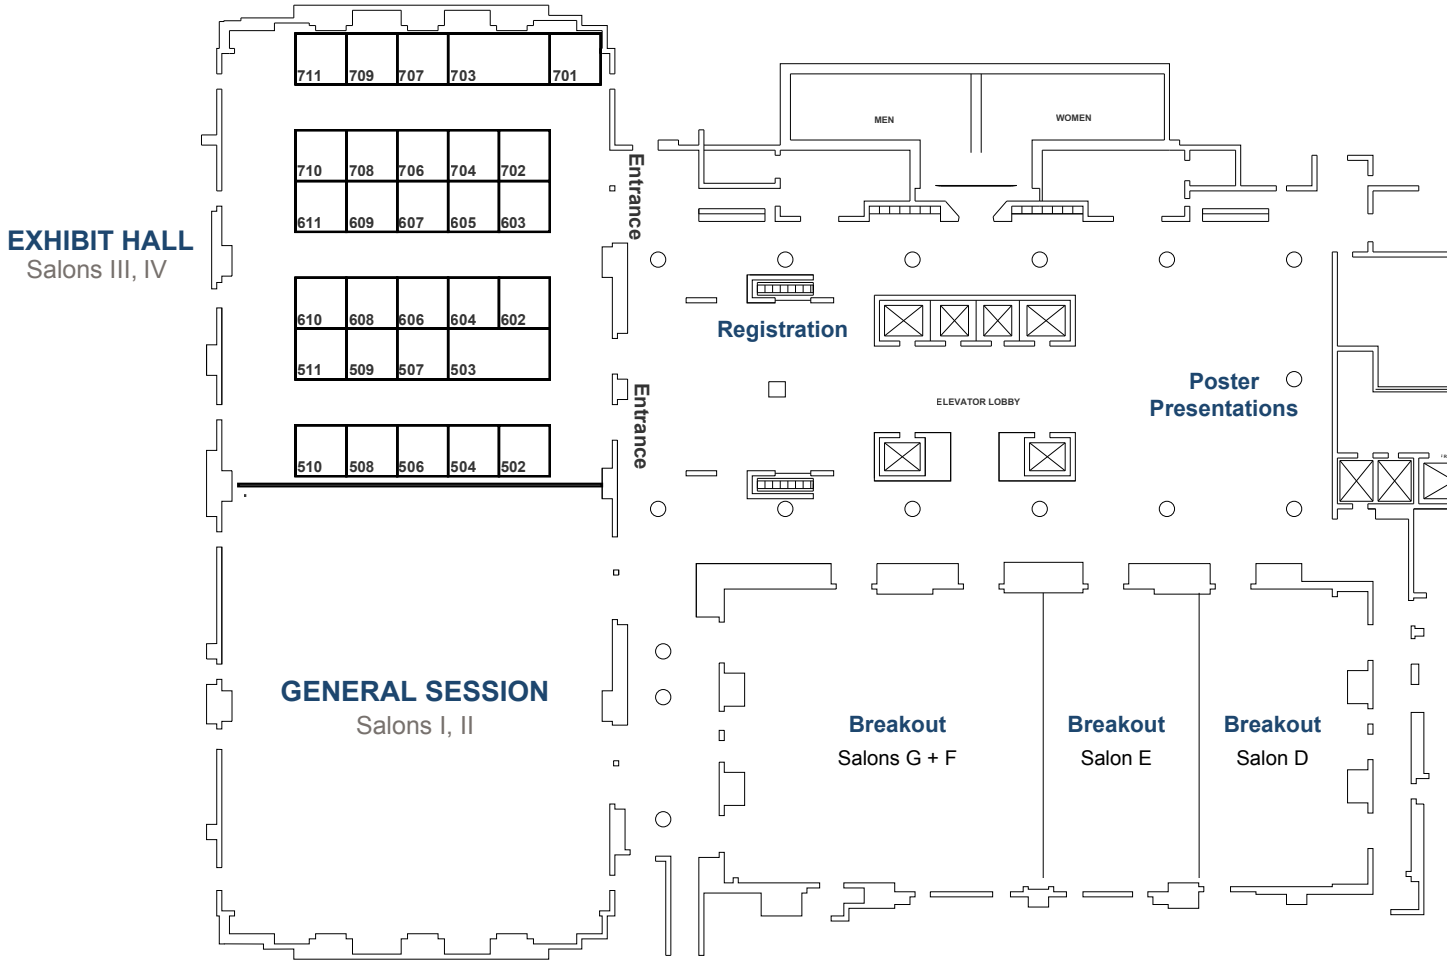 711 709 707 703 701
MEN
WOMEN
710 708 706 704 702
Entrance
611 609 607 605 603
EXHIBIT HALL
Salons III, IV
610 608 606 604 602
Registration
511 509 507 503
Poster
Presentations
ELEVATOR LOBBY
Entrance
510 508 506 504 502
GENERAL SESSION
Salons I, II
Breakout
Salons G + F
Breakout
Salon E
Breakout
Salon D